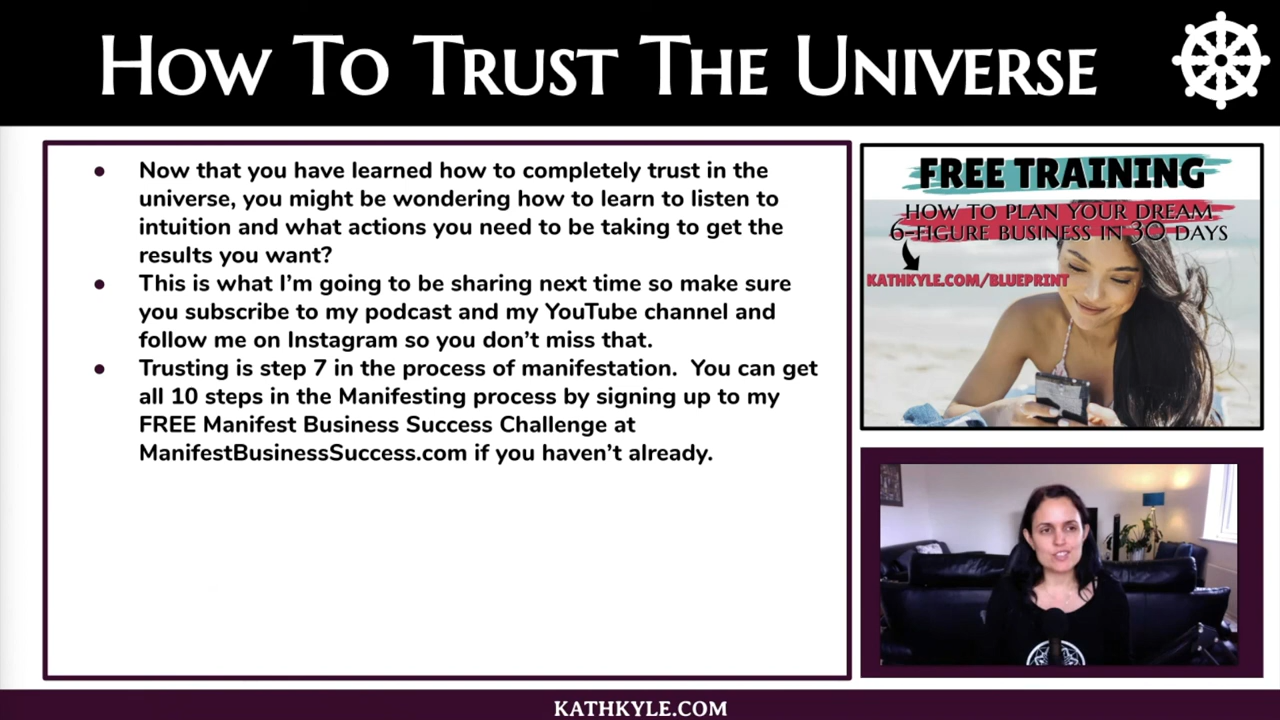 How To Trust The Universe
● Now that you have learned how to completely trust in the
universe, you might be wondering how to learn to listen to
intuition and what actions you need to be taking to get the
results you want?
● This is what I’m going to be sharing next time so make sure
you subscribe to my podcast and my YouTube channel and
follow me on Instagram so you don’t miss that.
● Trusting is step 7 in the process of manifestation.  You can get
all 10 steps in the Manifesting process by signing up to my
FREE Manifest Business Success Challenge at
ManifestBusinessSuccess.com if you haven’t already.
FREE TRAINING
HOW TO PLAN YOUR DREAM
6-FIGURE BUSINESS IN 30 DAYS
KATHKYLE.COM/BLUEPRINT
KATHKYLE.COM